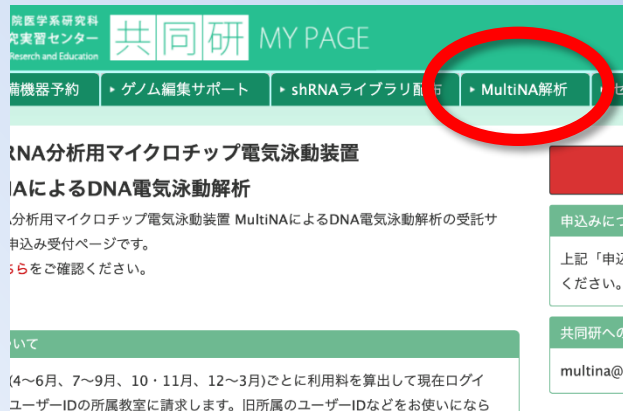 院医学系研究科
究実習センター
Reserch and Education
共同研 MY PAGE
備機器予約
▸ ゲノム編集サポート
▸ shRNAライブラリ配布
▸ MultiNA解析
RNA分析用マイクロチップ電気泳動装置
NAによるDNA電気泳動解析
A分析用マイクロチップ電気泳動装置 MultiNAによるDNA電気泳動解析の受託サ
申込み受付ページです。
ちらをご確認ください。
ついて
(4〜6月、7〜9月、10・11月、12〜3月)ごとに利用料を算出して現在ログイ
ユーザーIDの所属教室に請求します。旧所属のユーザーIDなどをお使いになら
申込みにつ
上記「申込
ください。
共同研への
multina@